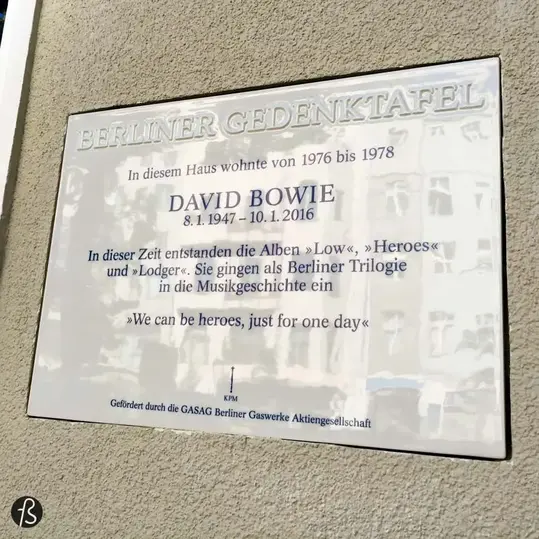 BERLINER GEDENKTAFEL
In diesem Haus wohnte von 1976 bis 1978
DAVID BOWIE
8.1.1947 – 10.1.2016
In dieser Zeit entstanden die Alben »Low«, »Heroes«
und »Lodger«. Sie gingen als Berliner Trilogie
in die Musikgeschichte ein
»We can be heroes, just for one day«
KPM
Gefördert durch die GASAG Berliner Gaswerke Aktiengesellschaft
fß